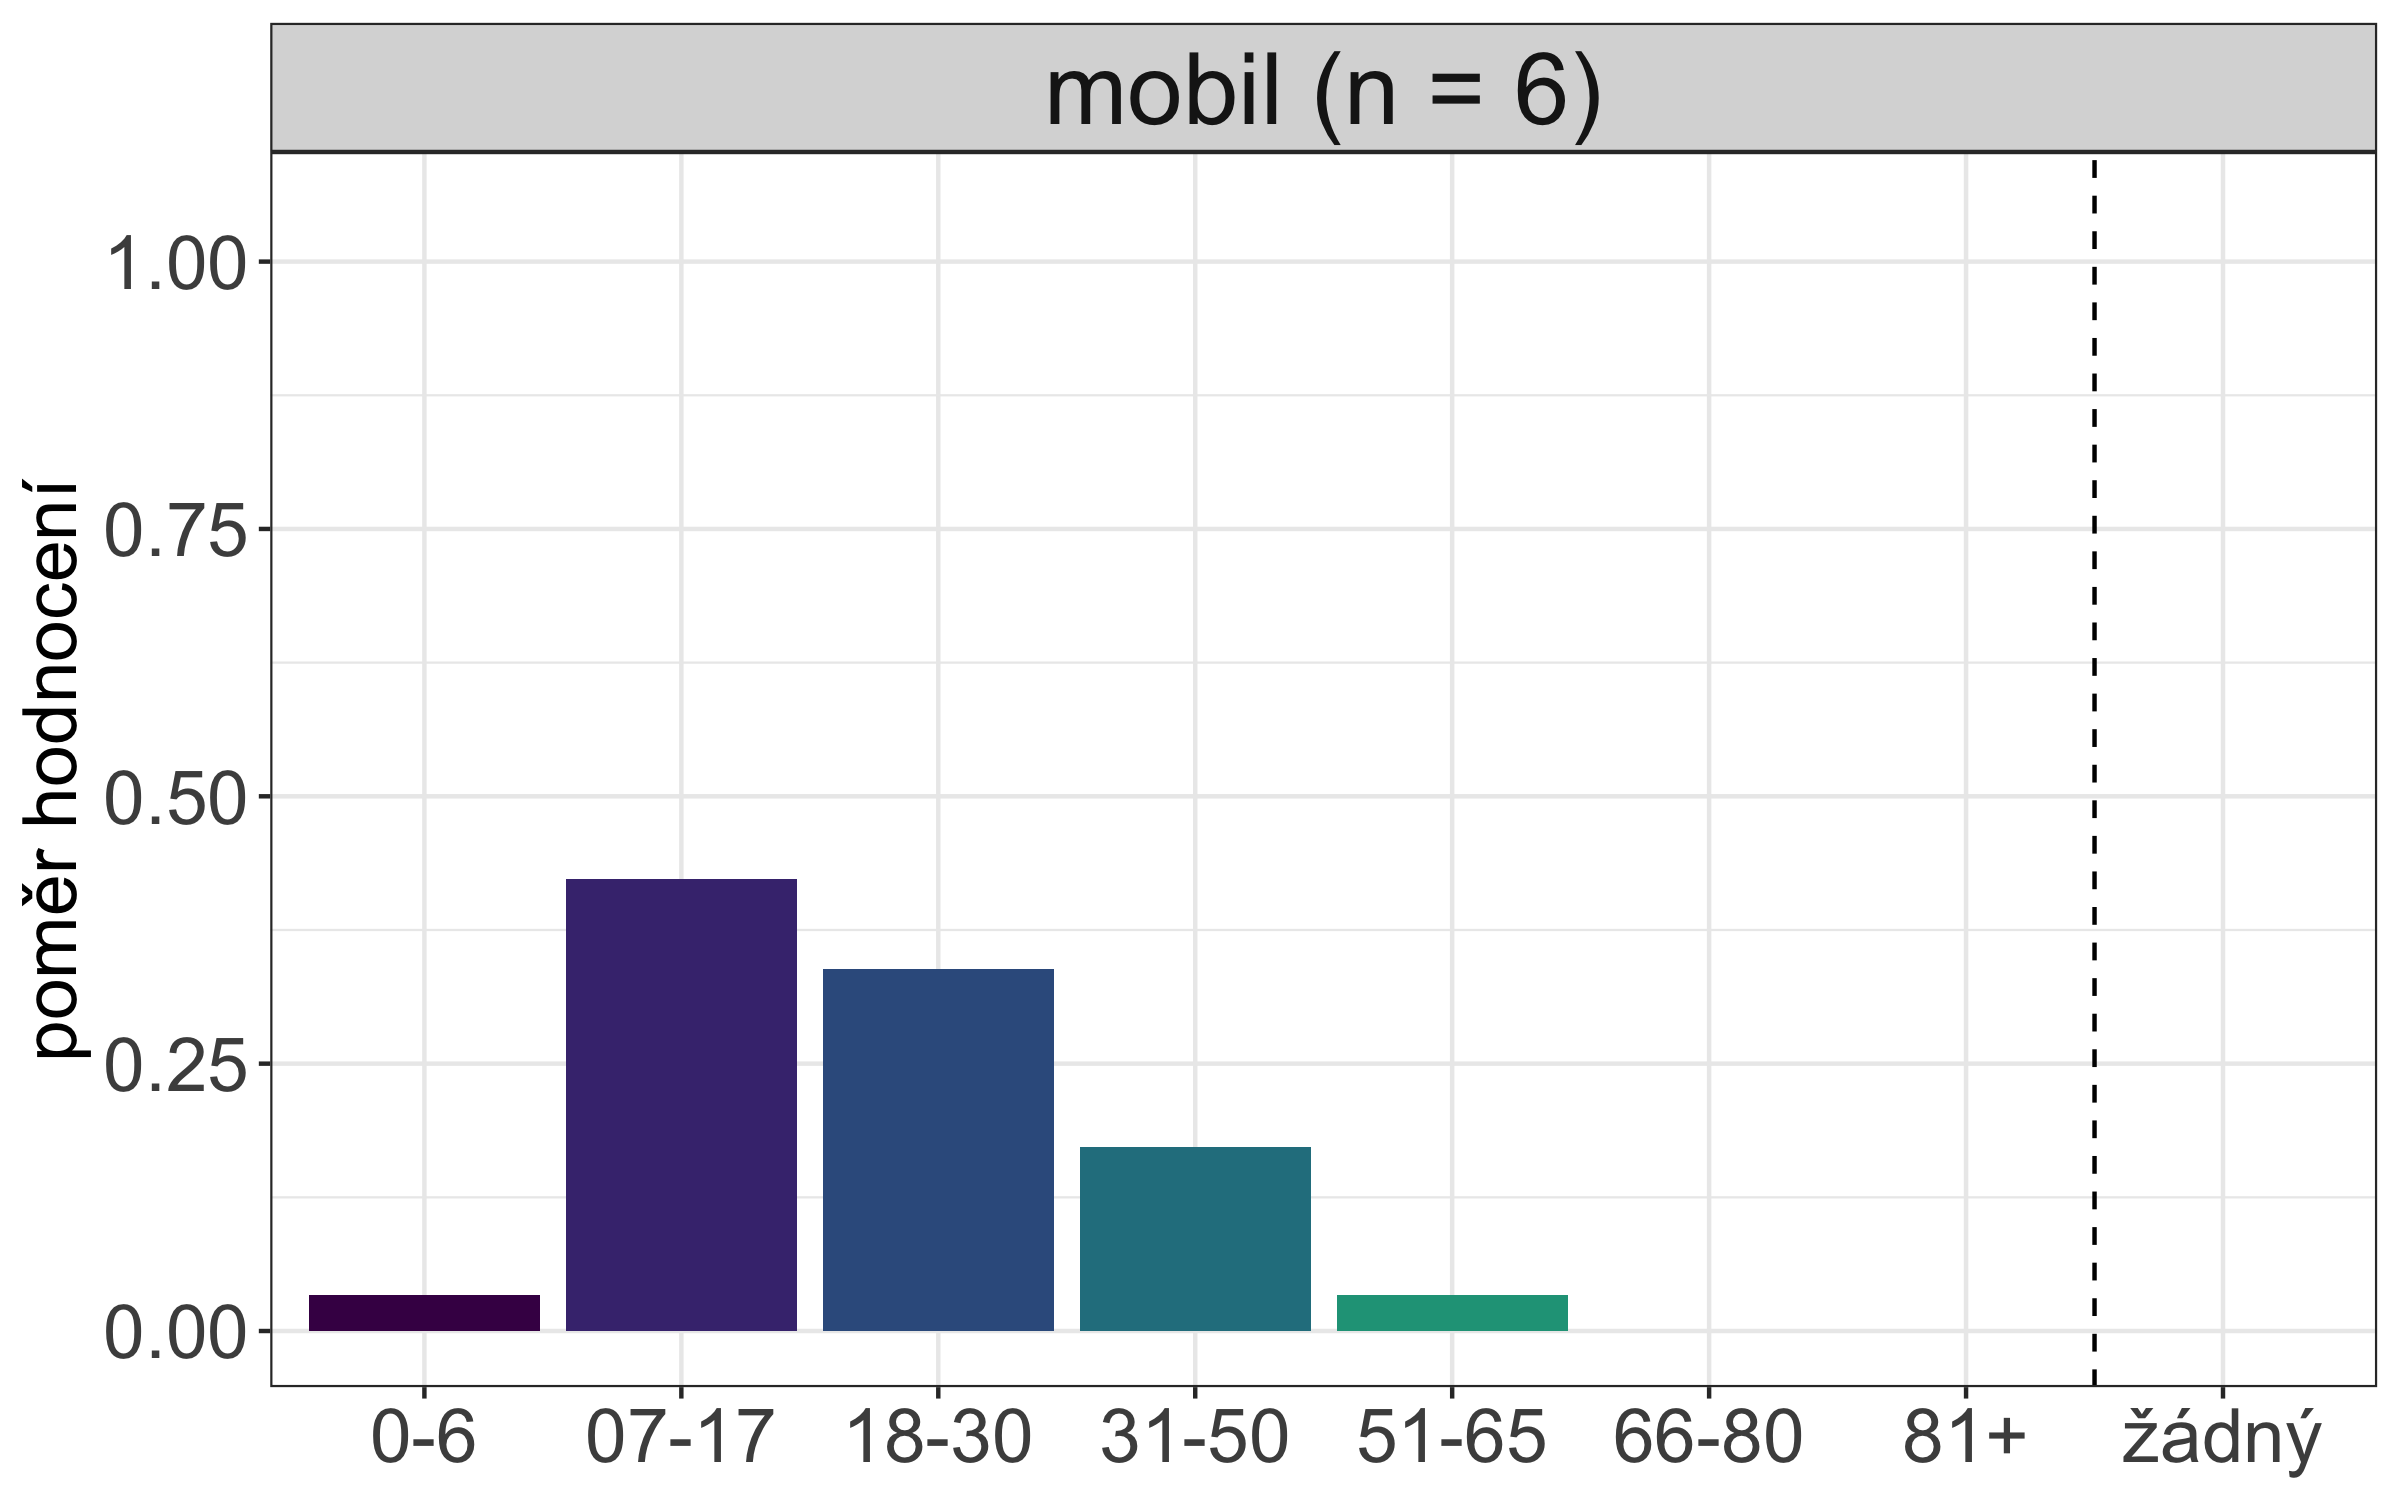 mobil (n = 6)
poměr hodnocení
1.00
0.75
0.50
0.25
0.00
0-6 07-17 18-30 31-50 51-65 66-80 81+ žádný